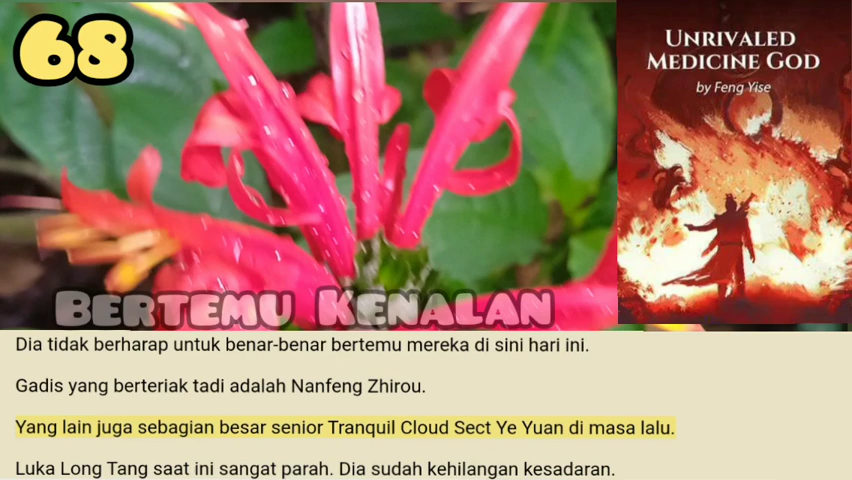 68
UNRIVALED
MEDICINE GOD
by Feng Yise
BERTEMU KENALAN
Dia tidak berharap untuk benar-benar bertemu mereka di sini hari ini.
Gadis yang berteriak tadi adalah Nanfeng Zhirou.
Yang lain juga sebagian besar senior Tranquil Cloud Sect Ye Yuan di masa lalu.
Luka Long Tang saat ini sangat parah. Dia sudah kehilangan kesadaran.